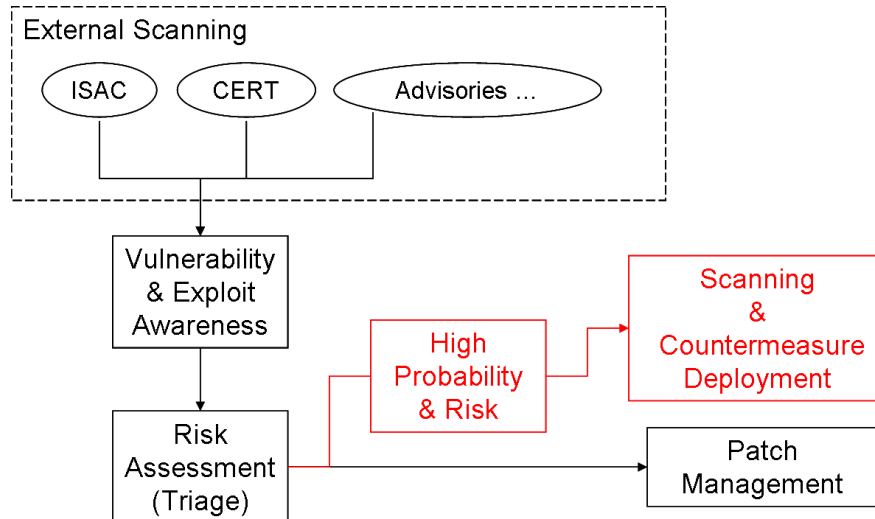 External Scanning
ISAC
CERT
Advisories ...
Vulnerability
& Exploit
Awareness
High
Probability
& Risk
Scanning
&
Countermeasure
Deployment
Risk
Assessment
(Triage)
Patch
Management